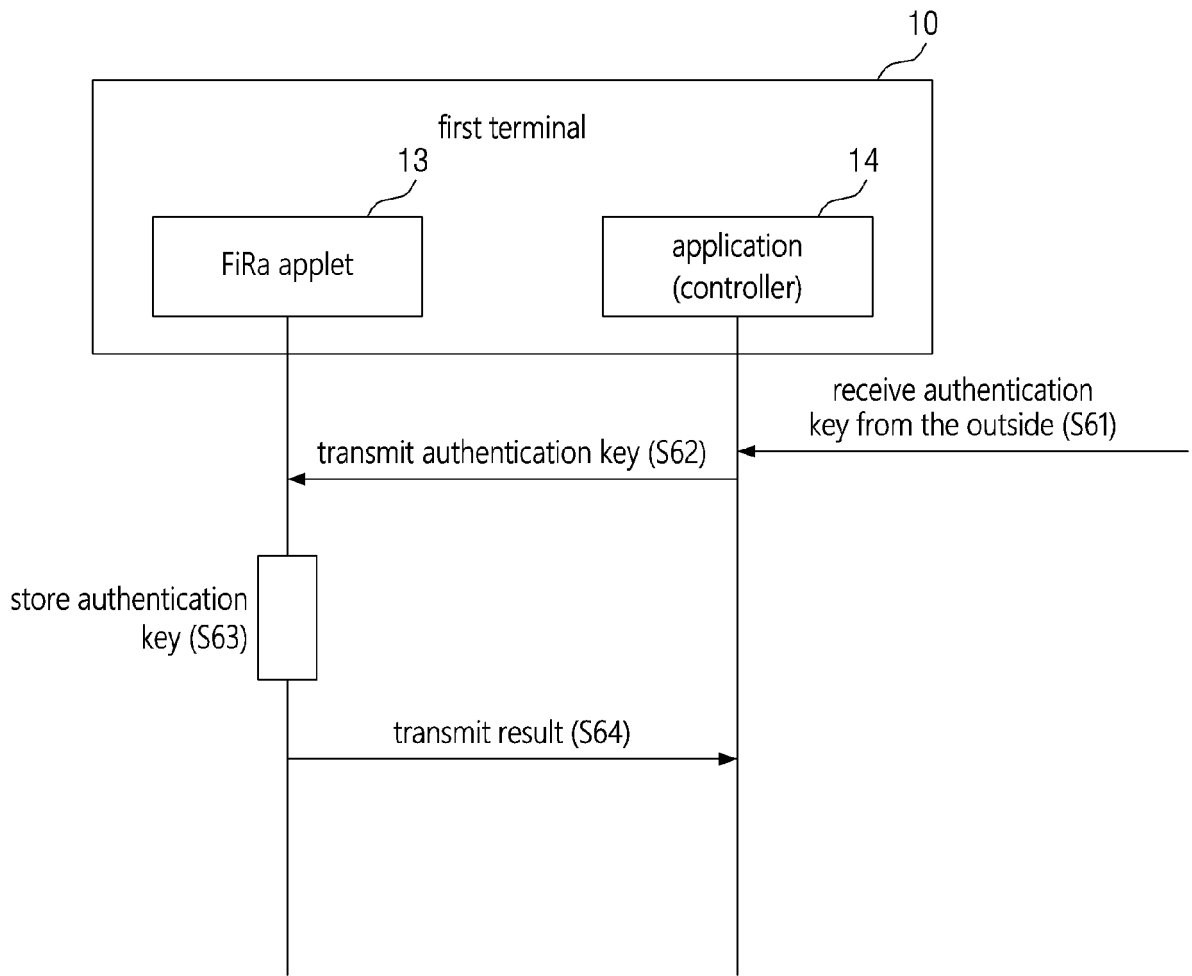 10
first terminal
13
14
FiRa applet
application
(controller)
receive authentication
key from the outside (S61)
transmit authentication key (S62)
store authentication
key (S63)
transmit result (S64)